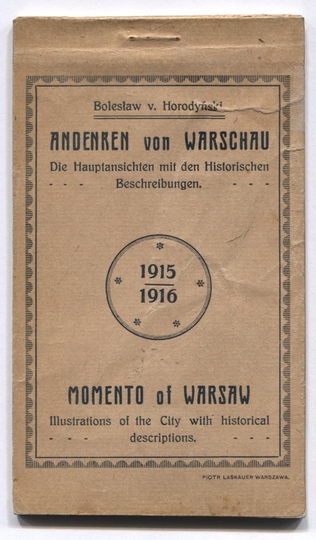 Bolesław v. Horodyński
ANDENKEN von WARSCHAU
Die Hauptansichten mit den Historischen
- - - Beschreibungen. - - -
1915
1916
MOMENTO of WARSAW
Illustrations of the City with historical
- - - descriptions. - - -
PIOTR LASKAUER WARSZAWA.